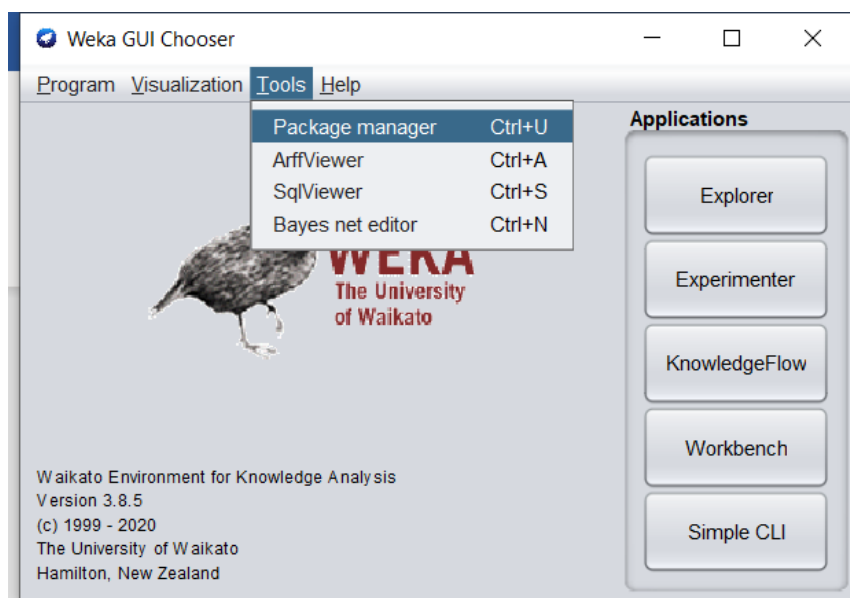 Weka GUI Chooser
Program Visualization Tools Help
Package manager Ctrl+U
ArffViewer Ctrl+A
SqlViewer Ctrl+S
Bayes net editor Ctrl+N
Applications
Explorer
Experimenter
KnowledgeFlow
Workbench
Simple CLI
WEKA
The University
of Waikato
Waikato Environment for Knowledge Analysis
Version 3.8.5
(c) 1999 - 2020
The University of Waikato
Hamilton, New Zealand